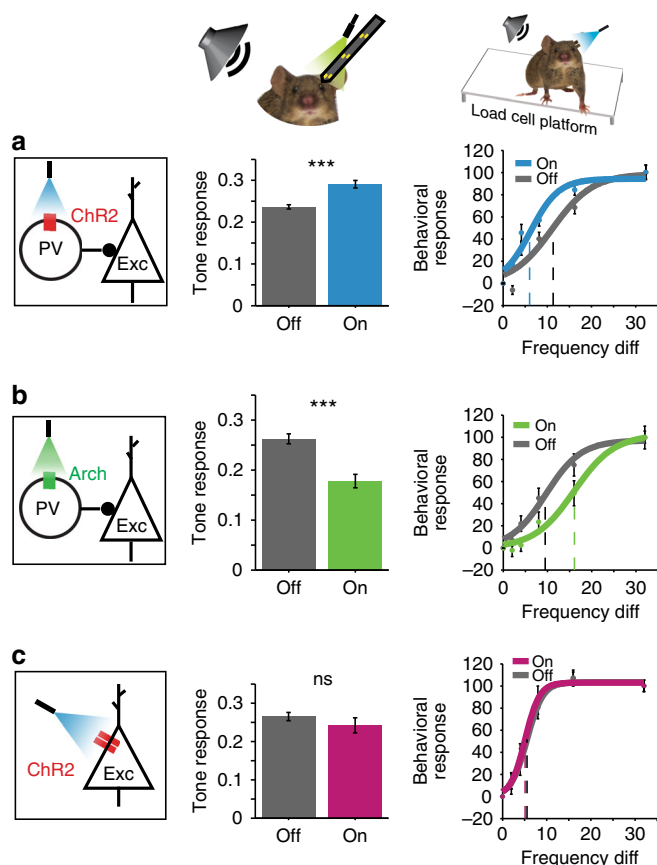 Load cell platform
a
ChR2
PV
Exc
***
Tone response
0.3
0.2
0.1
0
Off
On
Behavioral response
120
100
80
60
40
20
0
–20
On
Off
0
10
20
30
Frequency diff
b
Arch
PV
Exc
***
Tone response
0.3
0.2
0.1
0
Off
On
Behavioral response
120
100
80
60
40
20
0
–20
On
Off
0
10
20
30
Frequency diff
c
ChR2
Exc
ns
Tone response
0.3
0.2
0.1
0
Off
On
Behavioral response
120
100
80
60
40
20
0
–20
On
Off
0
10
20
30
Frequency diff